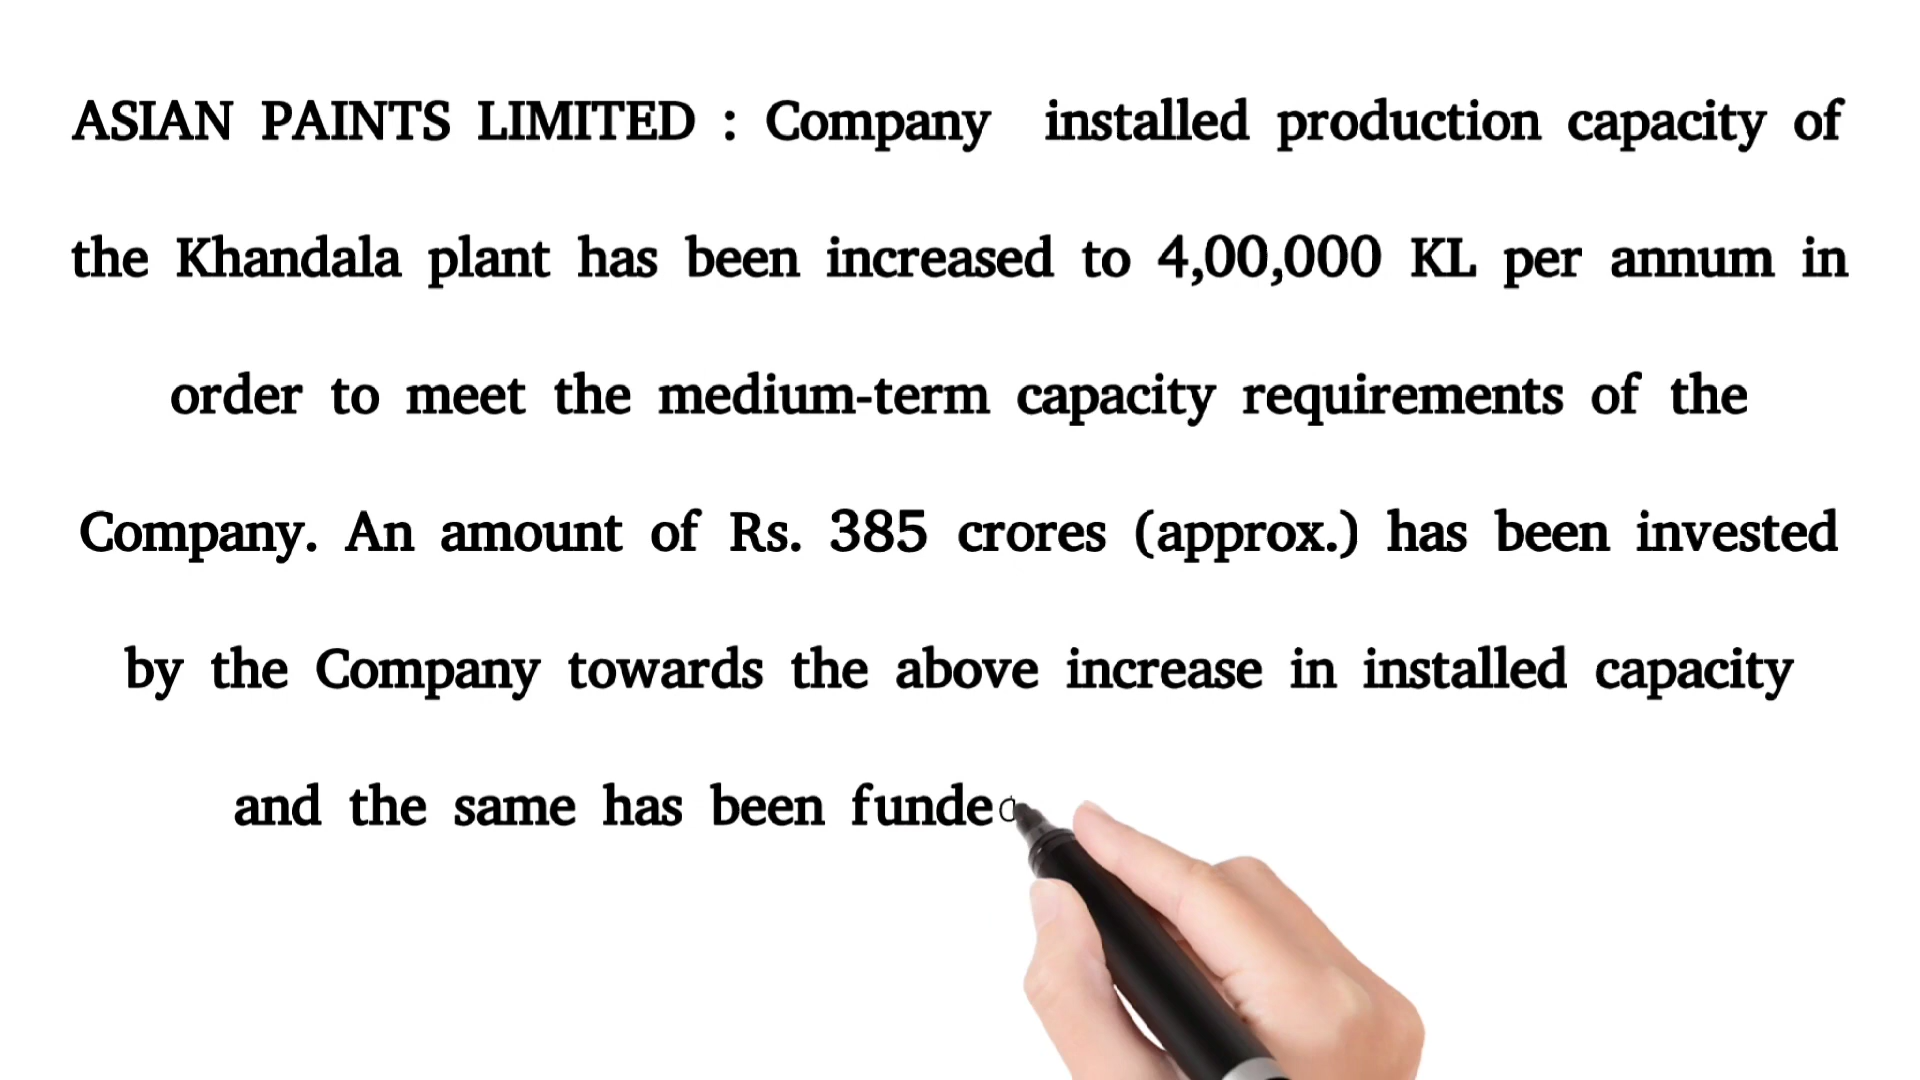 ASIAN PAINTS LIMITED : Company installed production capacity of
the Khandala plant has been increased to 4,00,000 KL per annum in
order to meet the medium-term capacity requirements of the
Company. An amount of Rs. 385 crores (approx.) has been invested
by the Company towards the above increase in installed capacity
and the same has been funde